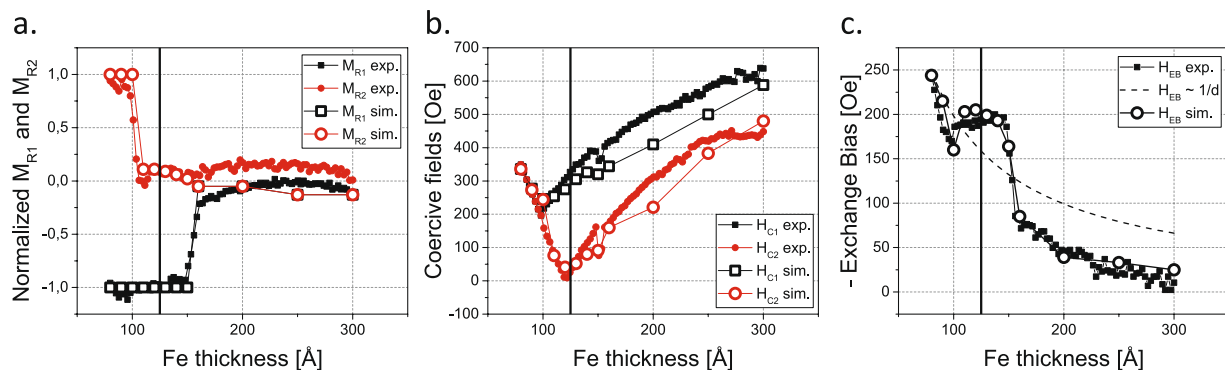 a.
Normalized M_R1 and M_R2
1,0
0,5
0,0
-0,5
-1,0
100
200
300
Fe thickness [Å]
M_R1 exp.
M_R2 exp.
M_R1 sim.
M_R2 sim.
b.
Coercive fields [Oe]
700
600
500
400
300
200
100
0
-100
100
200
300
Fe thickness [Å]
H_C1 exp.
H_C2 exp.
H_C1 sim.
H_C2 sim.
c.
- Exchange Bias [Oe]
250
200
150
100
50
0
100
200
300
Fe thickness [Å]
H_EB exp.
H_EB ~ 1/d
H_EB sim.